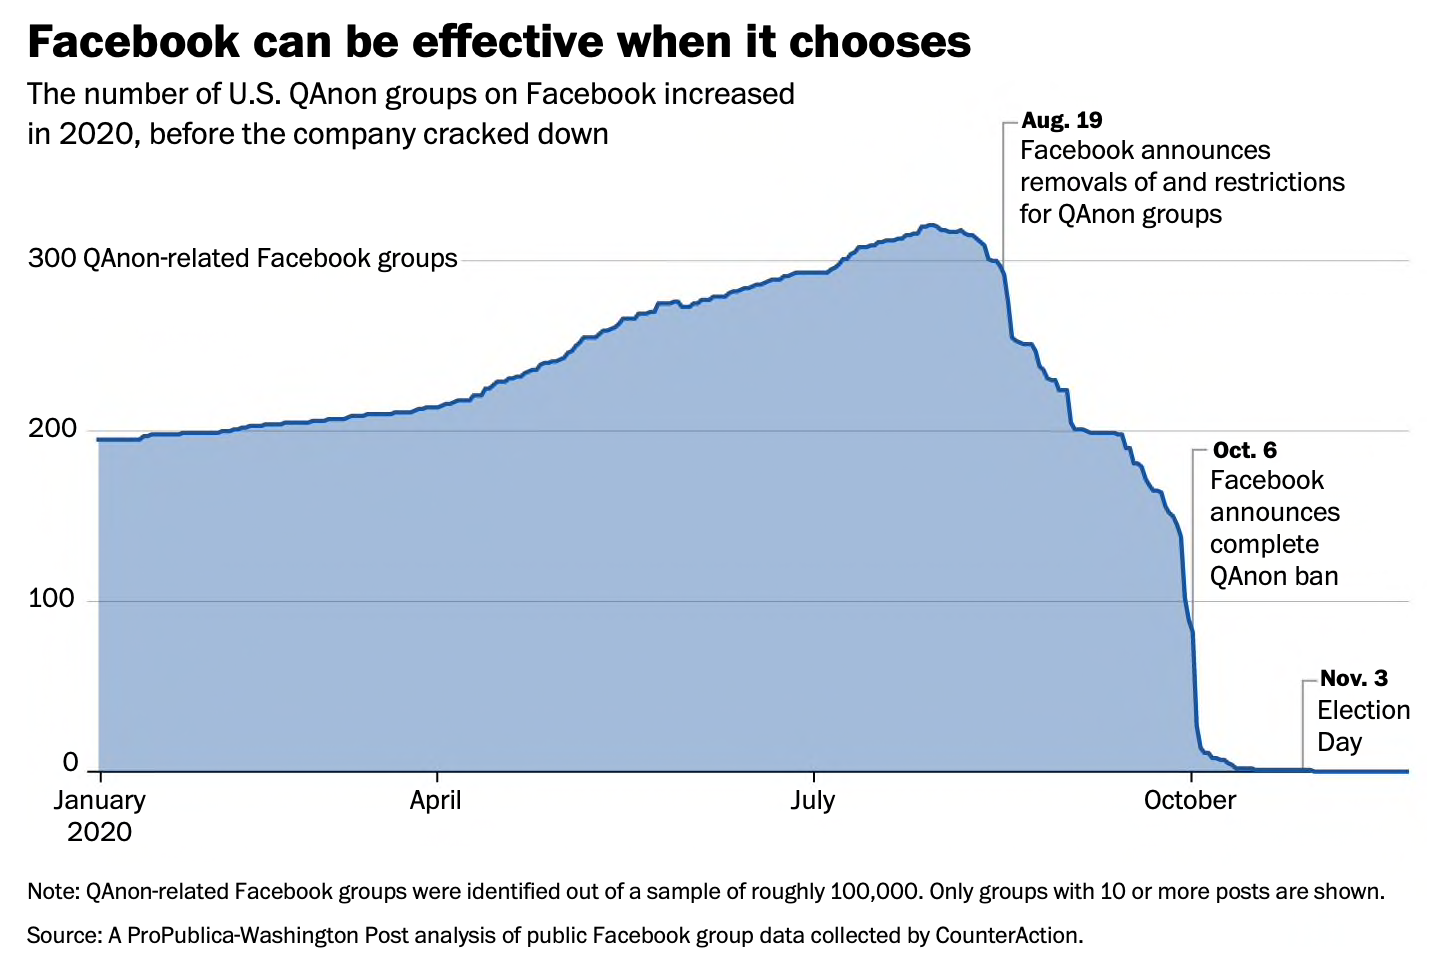 Facebook can be effective when it chooses
The number of U.S. QAnon groups on Facebook increased
in 2020, before the company cracked down
Aug. 19
Facebook announces
removals of and restrictions
for QAnon groups
300 QAnon-related Facebook groups
200
Oct. 6
Facebook
announces
complete
QAnon ban
100
Nov. 3
Election
Day
0
January
2020
April
July
October
Note: QAnon-related Facebook groups were identified out of a sample of roughly 100,000. Only groups with 10 or more posts are shown.
Source: A ProPublica-Washington Post analysis of public Facebook group data collected by CounterAction.